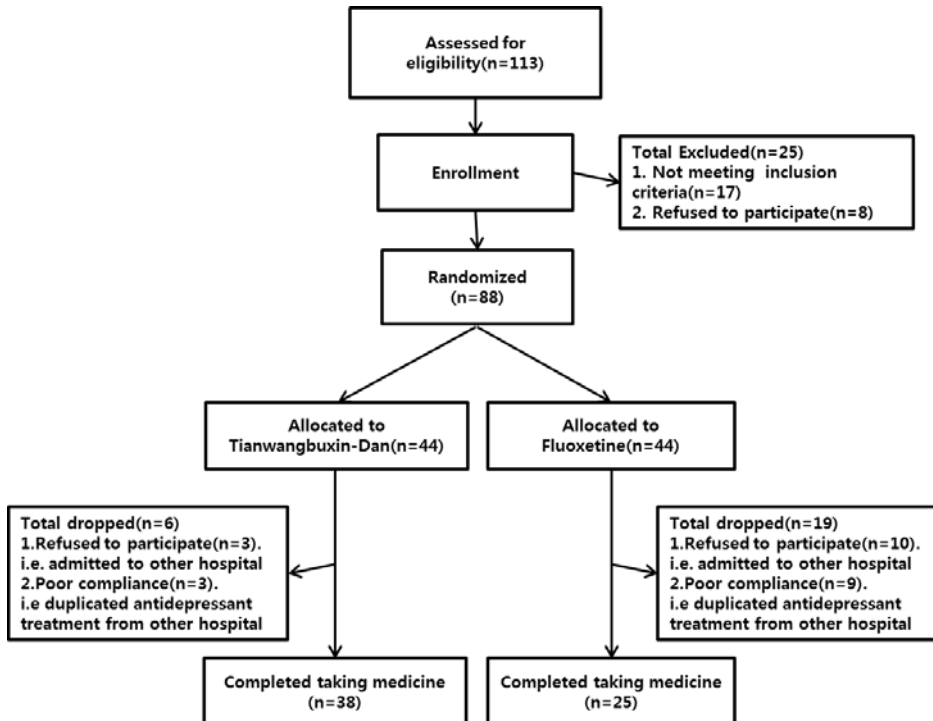 Assessed for
eligibility(n=113)
Enrollment
Total Excluded(n=25)
1. Not meeting inclusion
criteria(n=17)
2. Refused to participate(n=8)
Randomized
(n=88)
Allocated to
Tianwangbuxin-Dan(n=44)
Allocated to
Fluoxetine(n=44)
Total dropped(n=6)
1.Refused to participate(n=3).
i.e. admitted to other hospital
2.Poor compliance(n=3).
i.e duplicated antidepressant
treatment from other hospital
Total dropped(n=19)
1.Refused to participate(n=10).
i.e. admitted to other hospital
2.Poor compliance(n=9).
i.e duplicated antidepressant
treatment from other hospital
Completed taking medicine
(n=38)
Completed taking medicine
(n=25)